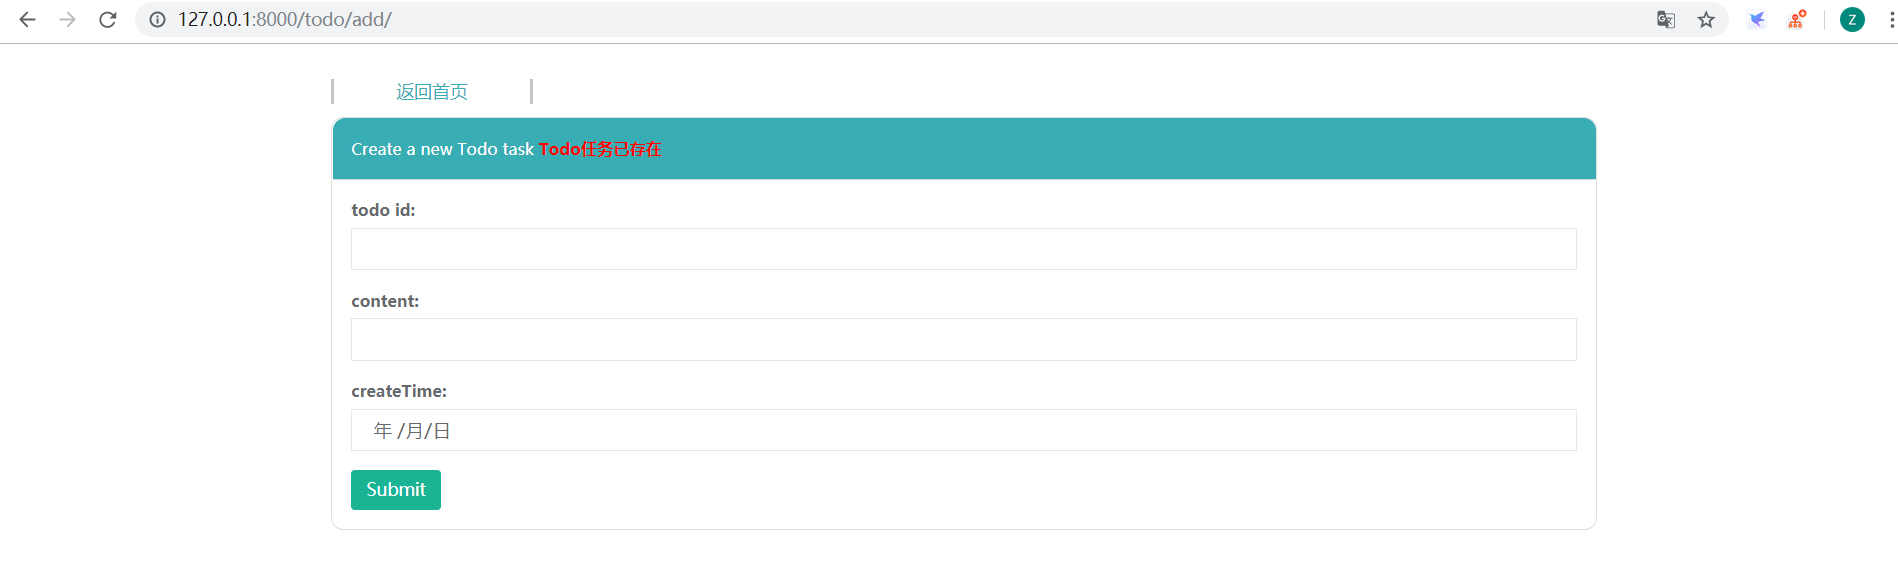 127.0.0.1:8000/todo/add/
Z
返回首页
Create a new Todo task Todo任务已存在
todo id:
content:
createTime:
年 /月/日
Submit